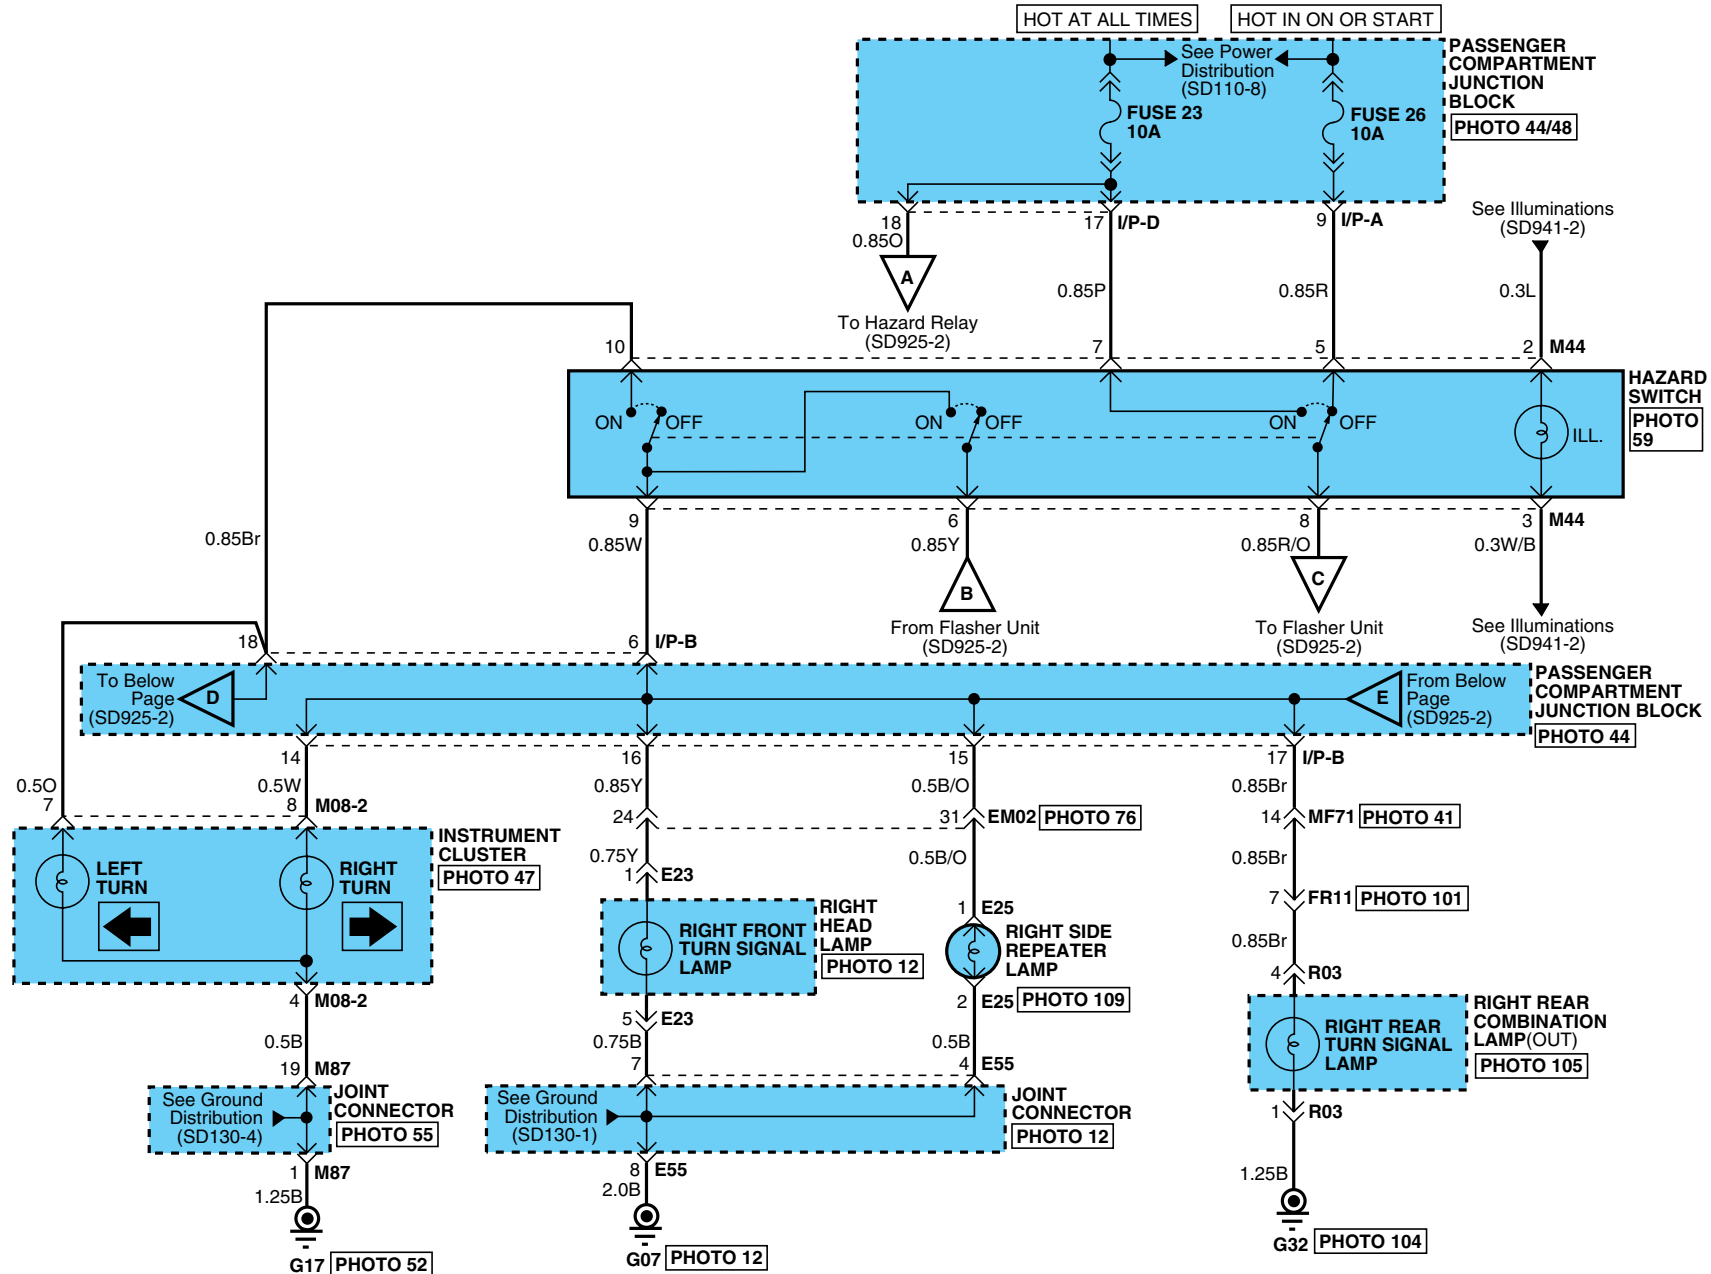 HOT AT ALL TIMES
HOT IN ON OR START
See Power
Distribution
(SD110-8)
FUSE 23
10A
FUSE 26
10A
PASSENGER
COMPARTMENT
JUNCTION
BLOCK
PHOTO 44/48
18
17
I/P-D
9
I/P-A
0.85O
A
To Hazard Relay
(SD925-2)
See Illuminations
(SD941-2)
0.85P
0.85R
0.3L
10
7
5
2
M44
HAZARD
SWITCH
PHOTO
59
ON
OFF
ON
OFF
ON
OFF
ILL.
9
6
8
3
M44
0.85Br
0.85W
0.85Y
0.85R/O
0.3W/B
B
C
From Flasher Unit
(SD925-2)
To Flasher Unit
(SD925-2)
See Illuminations
(SD941-2)
18
6
I/P-B
To Below
Page
(SD925-2)
D
E
From Below
Page
(SD925-2)
PASSENGER
COMPARTMENT
JUNCTION BLOCK
PHOTO 44
14
16
15
17
I/P-B
0.5O
0.5W
0.85Y
0.5B/O
0.85Br
7
8
M08-2
24
31
EM02
PHOTO 76
14
MF71
PHOTO 41
INSTRUMENT
CLUSTER
PHOTO 47
LEFT
TURN
RIGHT
TURN
0.75Y
0.5B/O
0.85Br
1
E23
7
FR11
PHOTO 101
RIGHT
HEAD
LAMP
PHOTO 12
RIGHT FRONT
TURN SIGNAL
LAMP
1
E25
RIGHT SIDE
REPEATER
LAMP
0.85Br
4
R03
4
M08-2
2
E25
PHOTO 109
RIGHT REAR
COMBINATION
LAMP(OUT)
PHOTO 105
RIGHT REAR
TURN SIGNAL
LAMP
5
E23
0.5B
0.75B
0.5B
19
M87
7
4
E55
See Ground
Distribution
(SD130-4)
JOINT
CONNECTOR
PHOTO 55
See Ground
Distribution
(SD130-1)
JOINT
CONNECTOR
PHOTO 12
1
R03
1
M87
8
E55
1.25B
2.0B
1.25B
G17
PHOTO 52
G07
PHOTO 12
G32
PHOTO 104